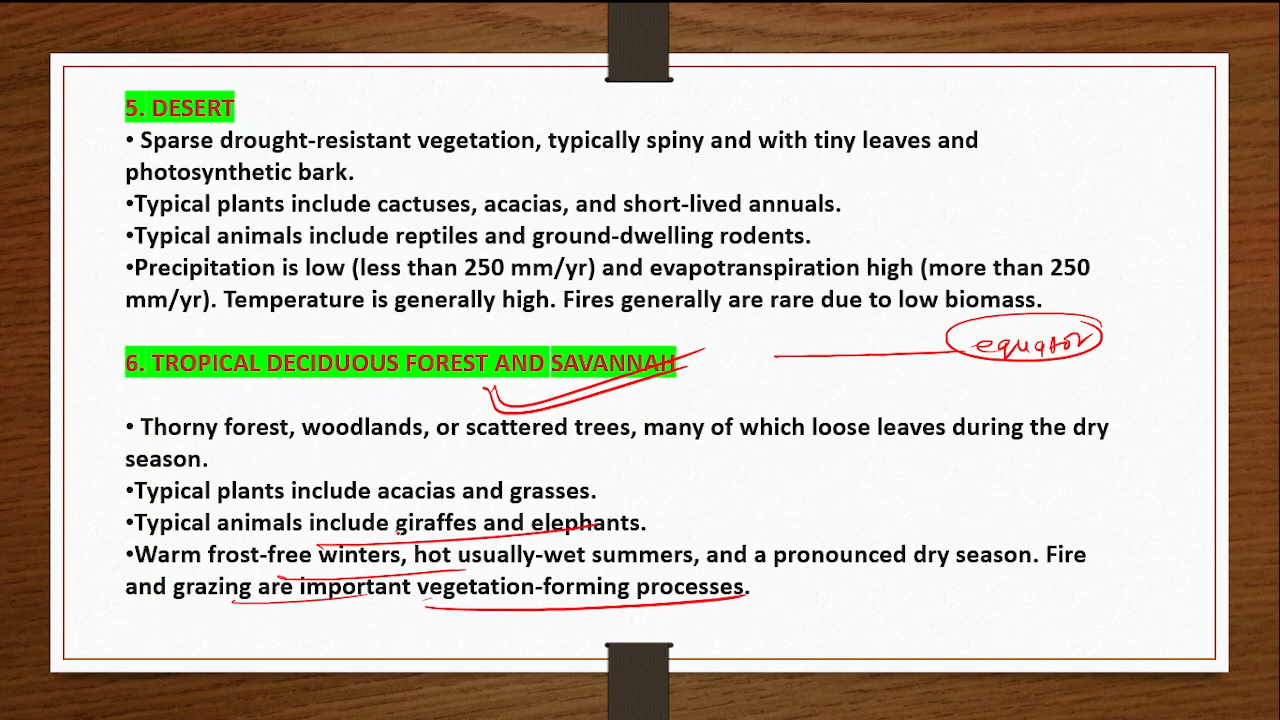 5. DESERT
• Sparse drought-resistant vegetation, typically spiny and with tiny leaves and
photosynthetic bark.
•Typical plants include cactuses, acacias, and short-lived annuals.
•Typical animals include reptiles and ground-dwelling rodents.
•Precipitation is low (less than 250 mm/yr) and evapotranspiration high (more than 250
mm/yr). Temperature is generally high. Fires generally are rare due to low biomass.
equator
6. TROPICAL DECIDUOUS FOREST AND SAVANNAH
• Thorny forest, woodlands, or scattered trees, many of which loose leaves during the dry
season.
•Typical plants include acacias and grasses.
•Typical animals include giraffes and elephants.
•Warm frost-free winters, hot usually-wet summers, and a pronounced dry season. Fire
and grazing are important vegetation-forming processes.